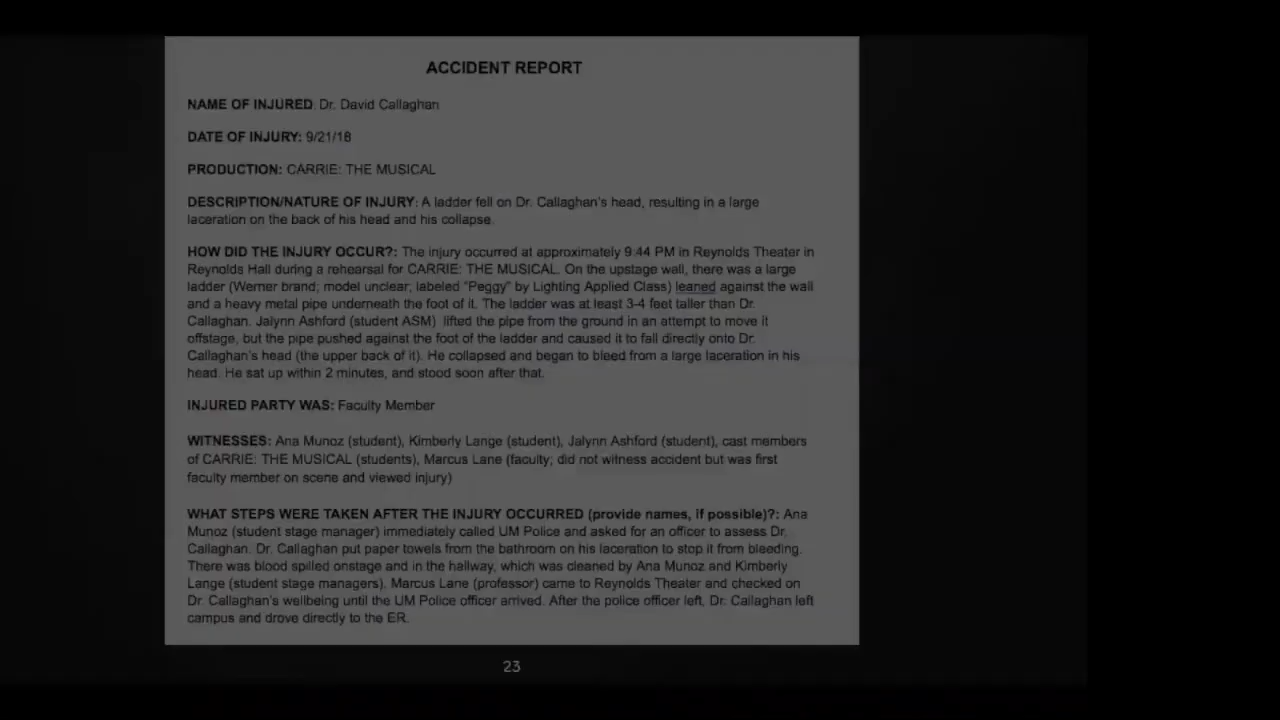 ACCIDENT REPORT
NAME OF INJURED: Dr. David Callaghan
DATE OF INJURY: 9/21/18
PRODUCTION: CARRIE: THE MUSICAL
DESCRIPTION/NATURE OF INJURY: A ladder fell on Dr. Callaghan's head, resulting in a large
laceration on the back of his head and his collapse.
HOW DID THE INJURY OCCUR?: The injury occurred at approximately 9:44 PM in Reynolds Theater in
Reynolds Hall during a rehearsal for CARRIE: THE MUSICAL. On the upstage wall, there was a large
ladder (Werner brand; model unclear; labeled "Peggy" by Lighting Applied Class) leaned against the wall
and a heavy metal pipe underneath the foot of it. The ladder was at least 3-4 feet taller than Dr.
Callaghan. Jalynn Ashford (student ASM) lifted the pipe from the ground in an attempt to move it
offstage, but the pipe pushed against the foot of the ladder and caused it to fall directly onto Dr.
Callaghan's head (the upper back of it). He collapsed and began to bleed from a large laceration in his
head. He sat up within 2 minutes, and stood soon after that.
INJURED PARTY WAS: Faculty Member
WITNESSES: Ana Munoz (student), Kimberly Lange (student), Jalynn Ashford (student), cast members
of CARRIE: THE MUSICAL (students), Marcus Lane (faculty; did not witness accident but was first
faculty member on scene and viewed injury)
WHAT STEPS WERE TAKEN AFTER THE INJURY OCCURRED (provide names, if possible)?: Ana
Munoz (student stage manager) immediately called UM Police and asked for an officer to assess Dr.
Callaghan. Dr. Callaghan put paper towels from the bathroom on his laceration to stop it from bleeding.
There was blood spilled onstage and in the hallway, which was cleaned by Ana Munoz and Kimberly
Lange (student stage managers). Marcus Lane (professor) came to Reynolds Theater and checked on
Dr. Callaghan's wellbeing until the UM Police officer arrived. After the police officer left, Dr. Callaghan left
campus and drove directly to the ER.
23